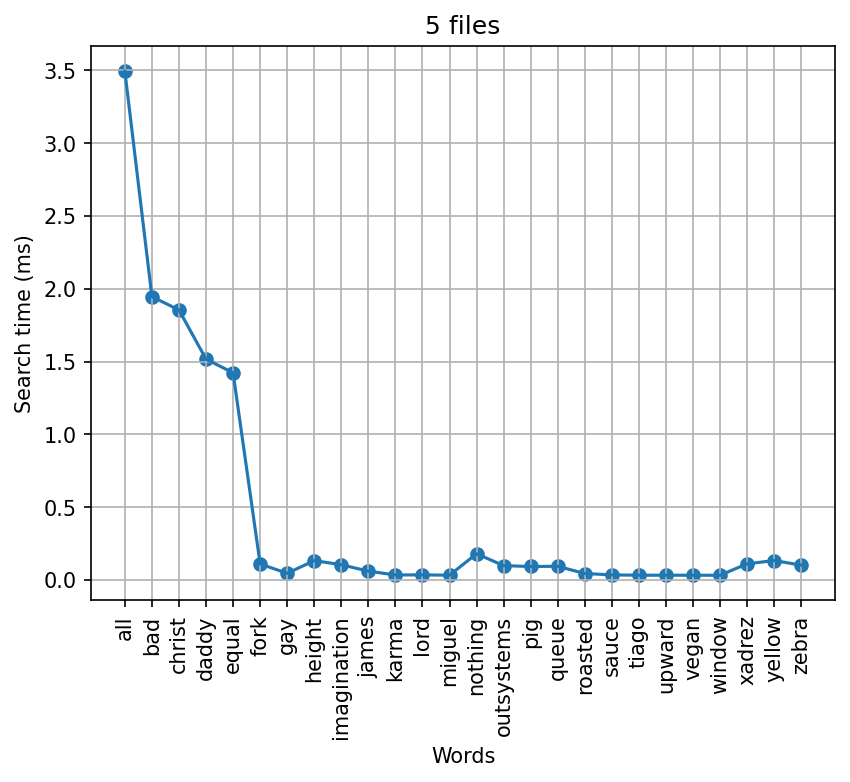 5 files
Search time (ms)
3.5
3.0
2.5
2.0
1.5
1.0
0.5
0.0
all
bad
christ
daddy
equal
fork
gay
height
imagination
james
karma
lord
miguel
nothing
outsystems
pig
queue
roasted
sauce
tiago
upward
vegan
window
xadrez
yellow
zebra
Words